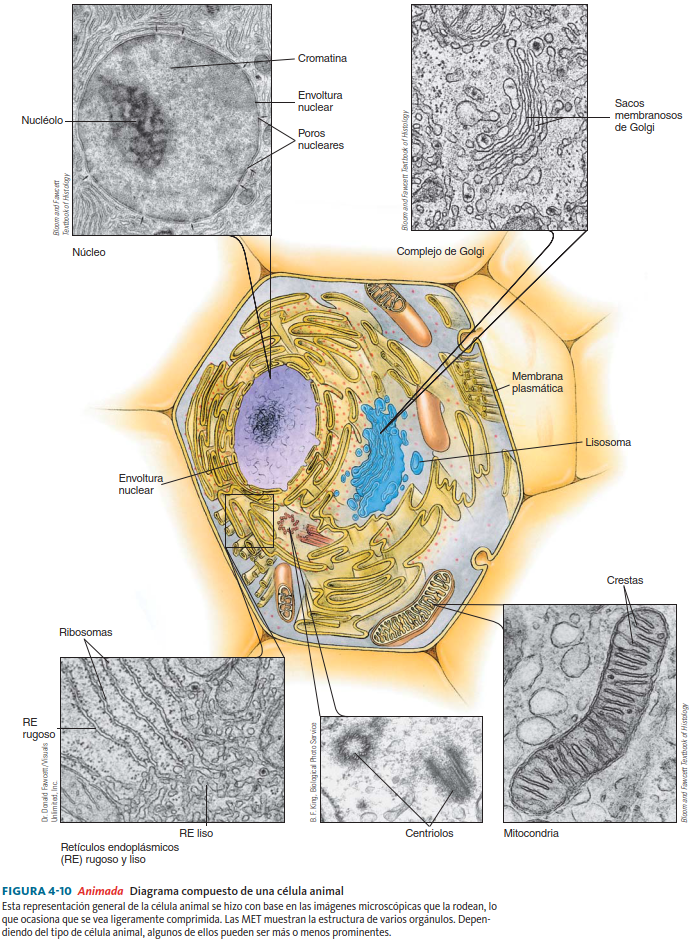 Cromatina
Envoltura
nuclear
Poros
nucleares
Nucléolo
Bloom and Fawcett
Textbook of Histology
Núcleo
Sacos
membranosos
de Golgi
Bloom and Fawcett Textbook of Histology
Complejo de Golgi
Membrana
plasmática
Lisosoma
Envoltura
nuclear
Crestas
Ribosomas
RE
rugoso
Dr. Donald Fawcett/Visuals
Unlimited, Inc.
RE liso
Retículos endoplásmicos
(RE) rugoso y liso
B.F. King, Biological Photo Service
Centriolos
Mitocondria
Bloom and Fawcett Textbook of Histology
FIGURA 4-10 Animada Diagrama compuesto de una célula animal
Esta representación general de la célula animal se hizo con base en las imágenes microscópicas que la rodean, lo
que ocasiona que se vea ligeramente comprimida. Las MET muestran la estructura de varios orgánulos. Depen-
diendo del tipo de célula animal, algunos de ellos pueden ser más o menos prominentes.